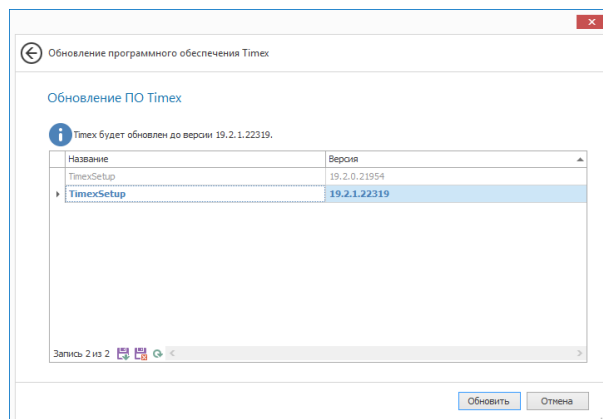 Обновление программного обеспечения Timex
Обновление ПО Timex
Timex будет обновлен до версии 19.2.1.22319.
Название Версия
TimexSetup 19.2.0.21954
TimexSetup 19.2.1.22319
Запись 2 из 2
Обновить Отмена